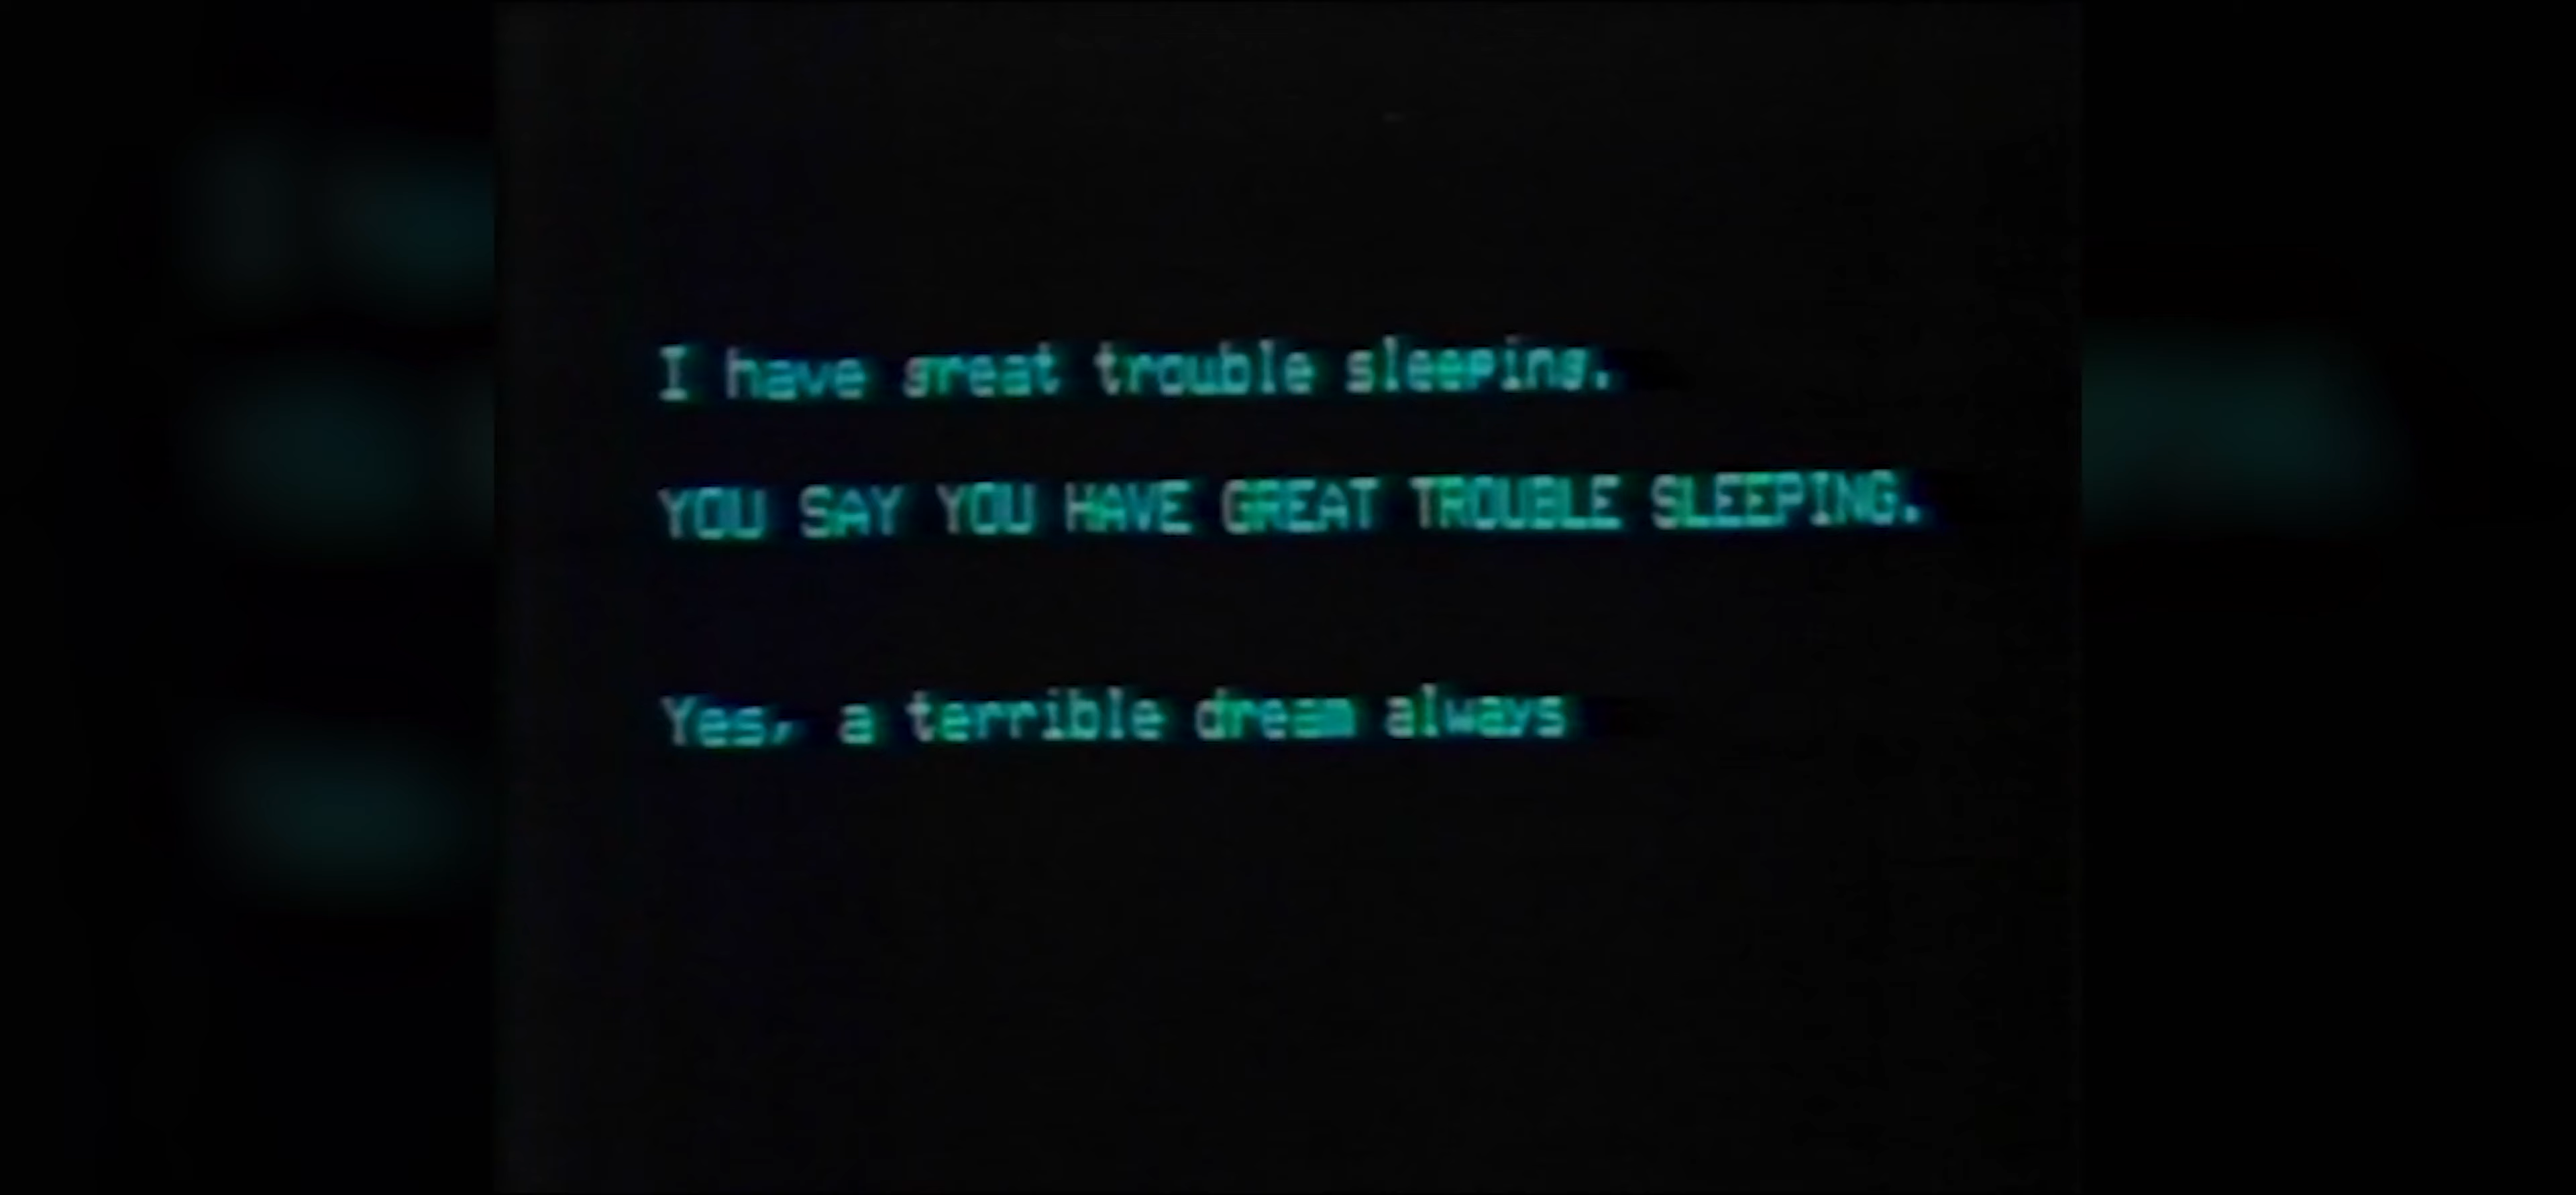 I have great trouble sleeping.
YOU SAY YOU HAVE GREAT TROUBLE SLEEPING.
Yes, a terrible dream always